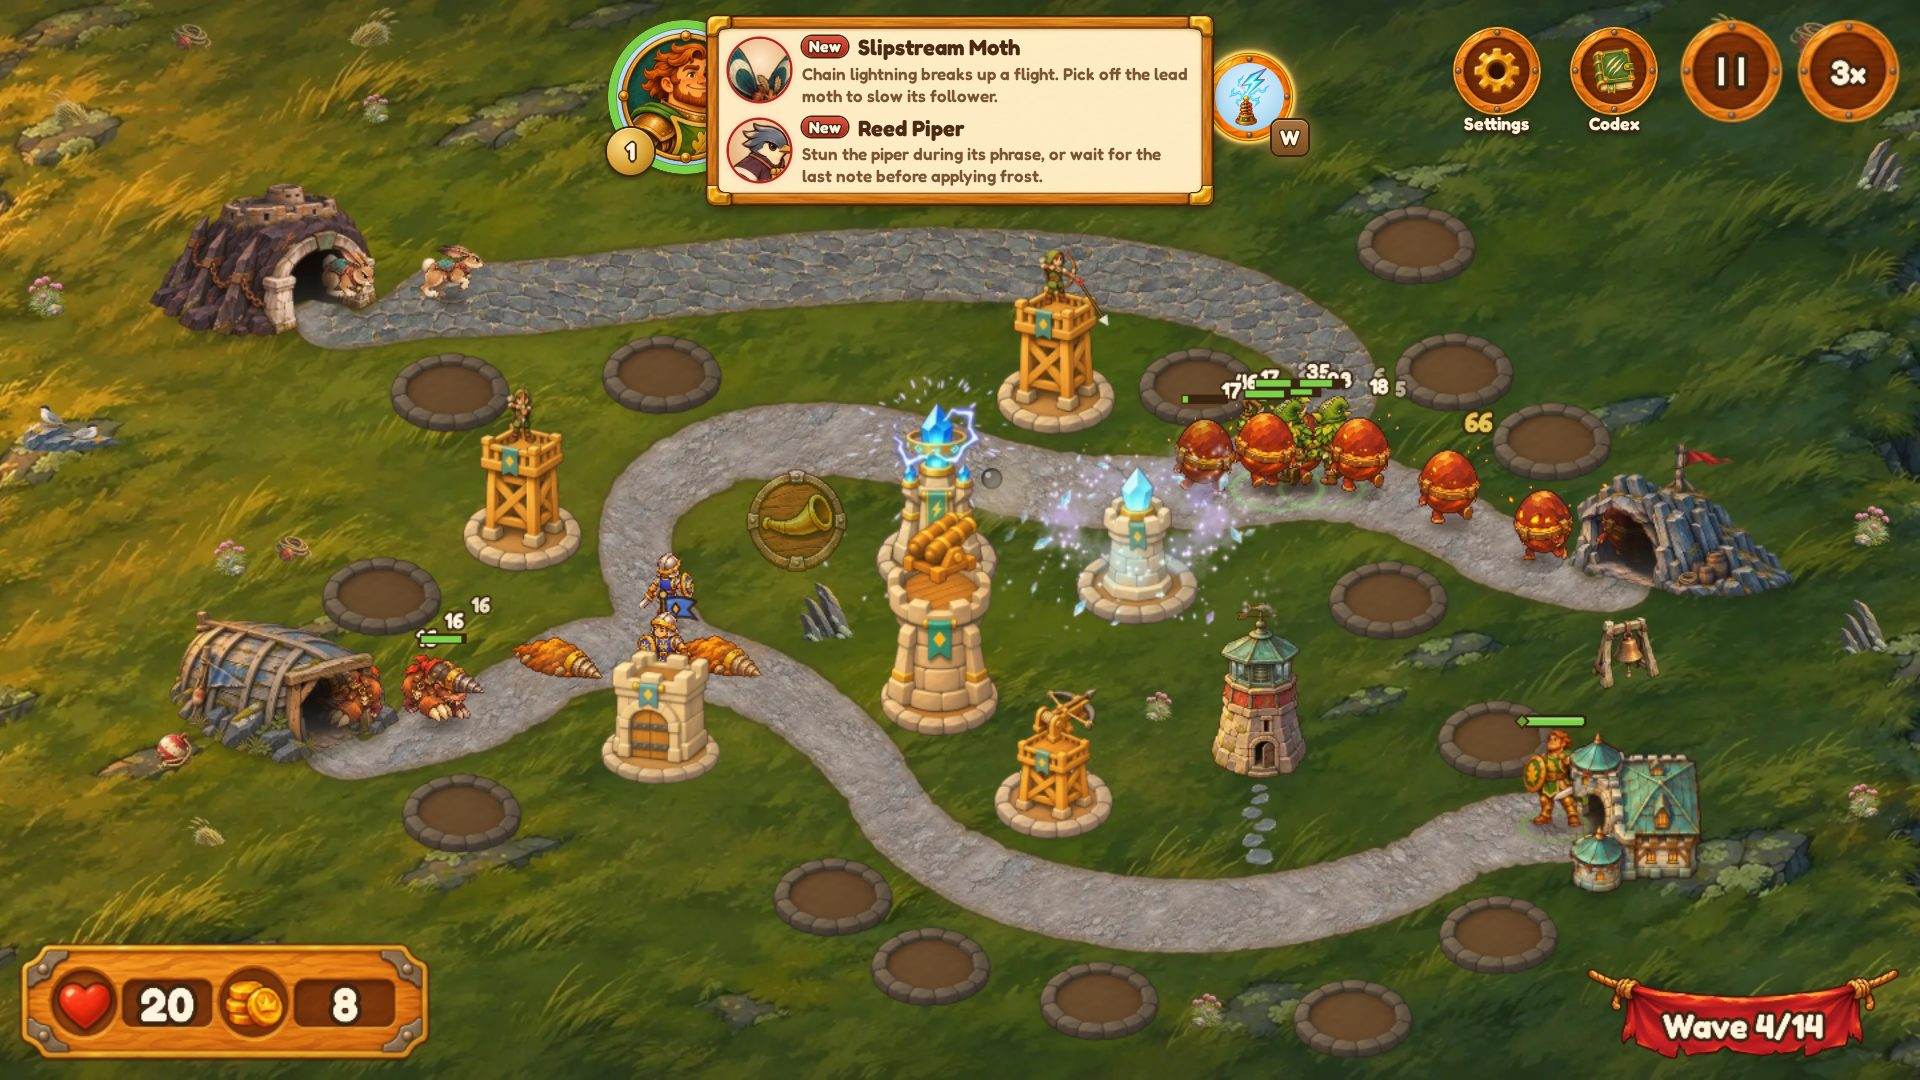 New Slipstream Moth
Chain lightning breaks up a flight. Pick off the lead
moth to slow its follower.
New Reed Piper
Stun the piper during its phrase, or wait for the
last note before applying frost.
1
W
Settings
Codex
3x
17
35
18
5
66
16
16
20
8
Wave 4/14